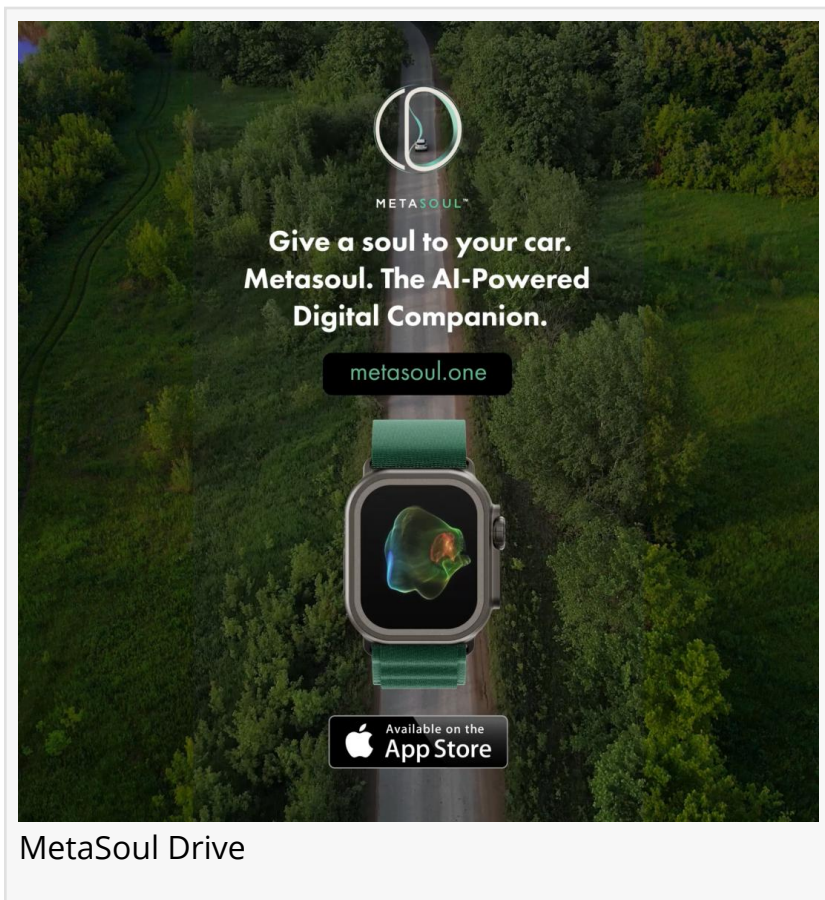 METASOUL™
Give a soul to your car.
Metasoul. The AI-Powered
Digital Companion.
metasoul.one
Available on the
App Store
MetaSoul Drive